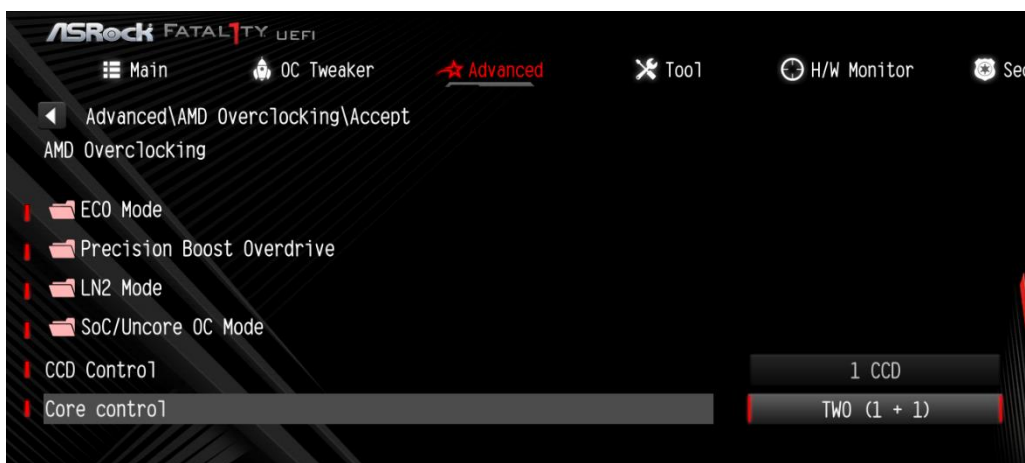 ASRock FATAL1TY UEFI
Main OC Tweaker Advanced Tool H/W Monitor Sec
Advanced\AMD Overclocking\Accept
AMD Overclocking
ECO Mode
Precision Boost Overdrive
LN2 Mode
SoC/Uncore OC Mode
CCD Control 1 CCD
Core control TWO (1 + 1)